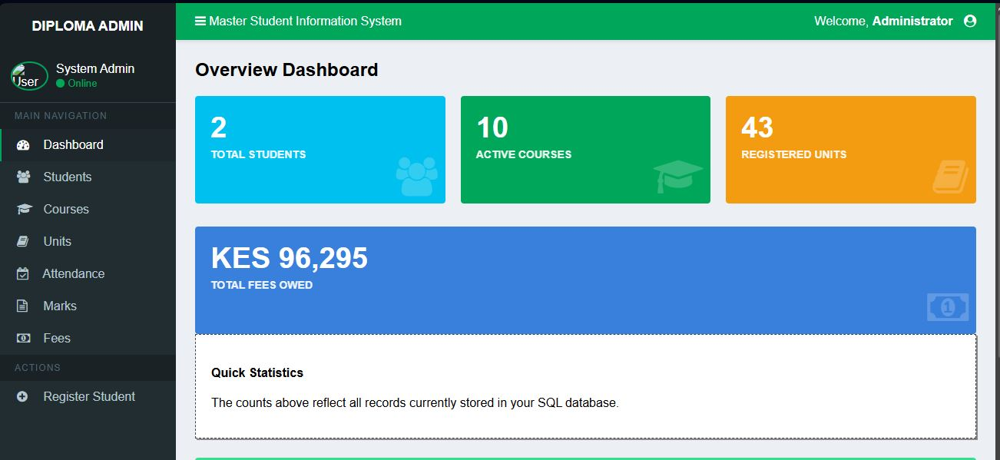 DIPLOMA ADMIN
Master Student Information System
Welcome, Administrator
User
System Admin
Online
MAIN NAVIGATION
Dashboard
Students
Courses
Units
Attendance
Marks
Fees
ACTIONS
Register Student
Overview Dashboard
2
TOTAL STUDENTS
10
ACTIVE COURSES
43
REGISTERED UNITS
KES 96,295
TOTAL FEES OWED
1
Quick Statistics
The counts above reflect all records currently stored in your SQL database.